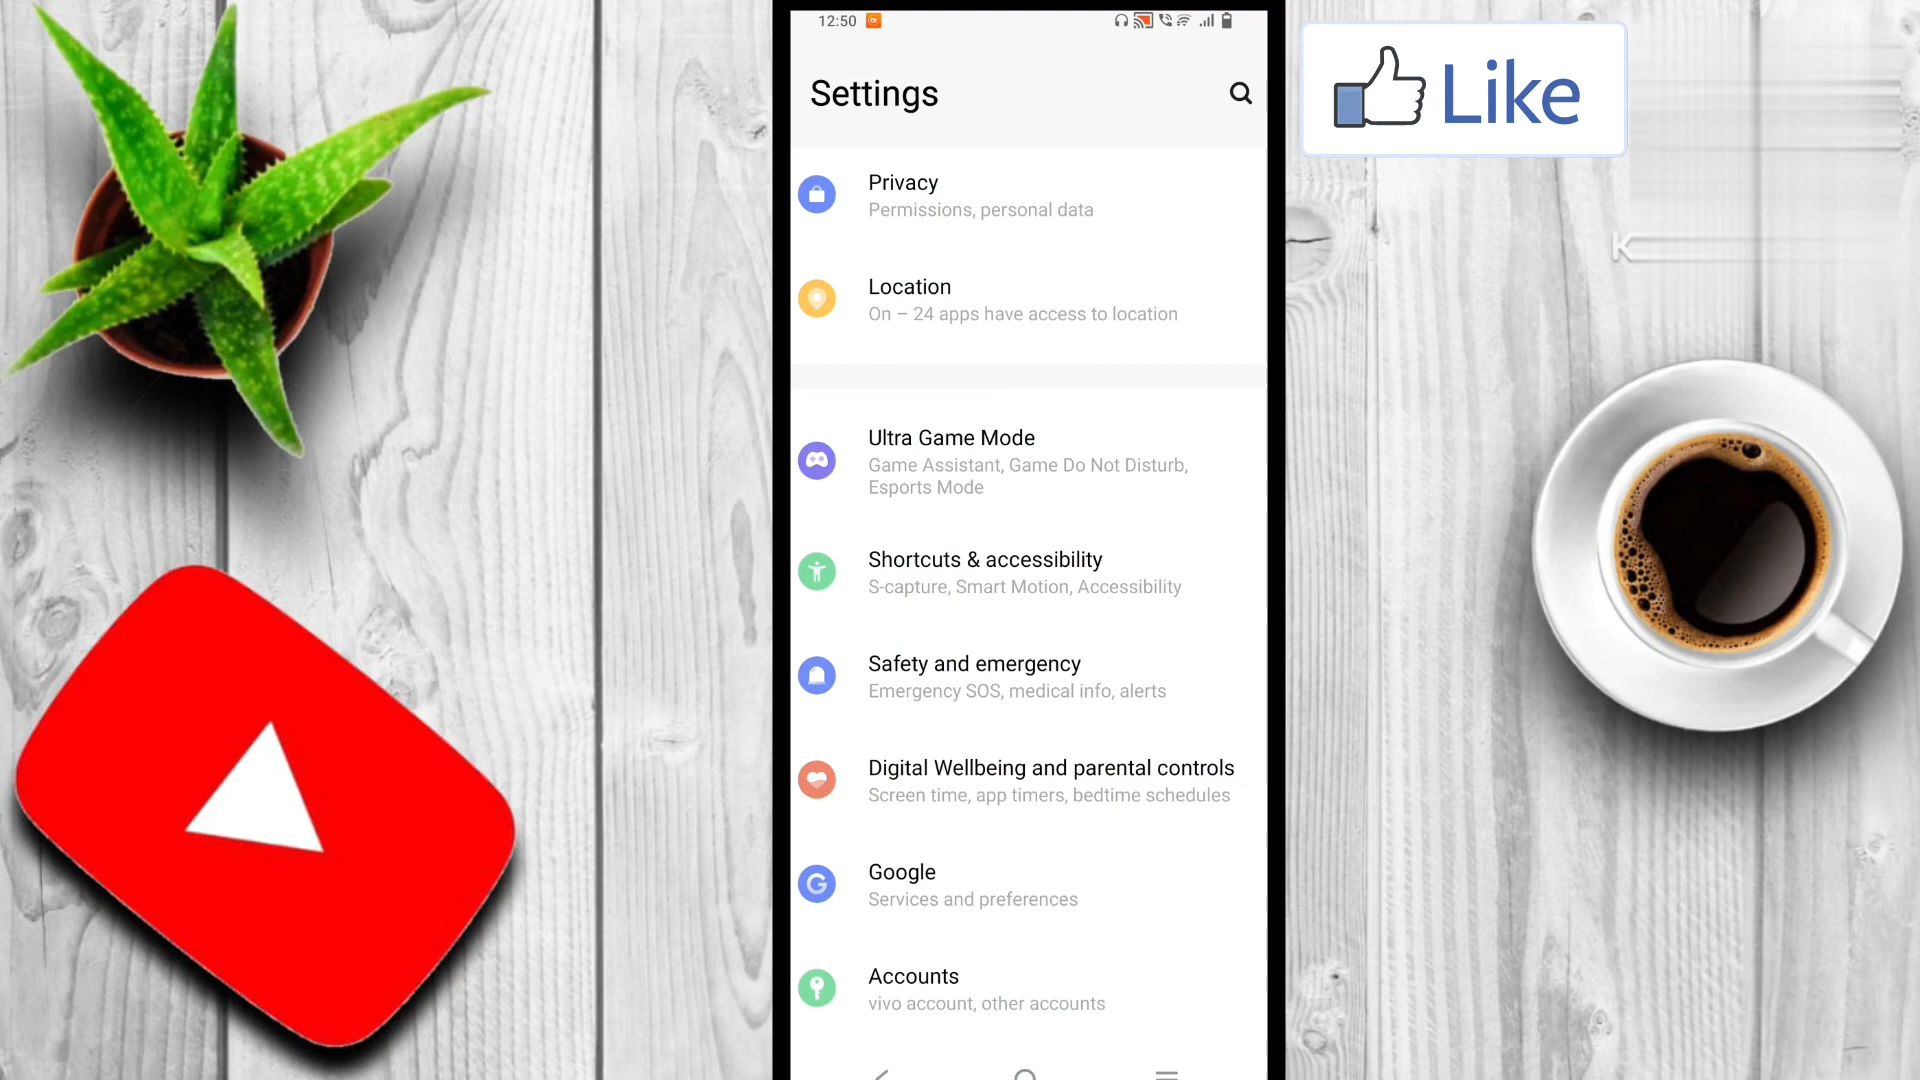 12:50
Settings
Privacy
Permissions, personal data
Location
On – 24 apps have access to location
Ultra Game Mode
Game Assistant, Game Do Not Disturb,
Esports Mode
Shortcuts & accessibility
S-capture, Smart Motion, Accessibility
Safety and emergency
Emergency SOS, medical info, alerts
Digital Wellbeing and parental controls
Screen time, app timers, bedtime schedules
Google
Services and preferences
Accounts
vivo account, other accounts
Like
K